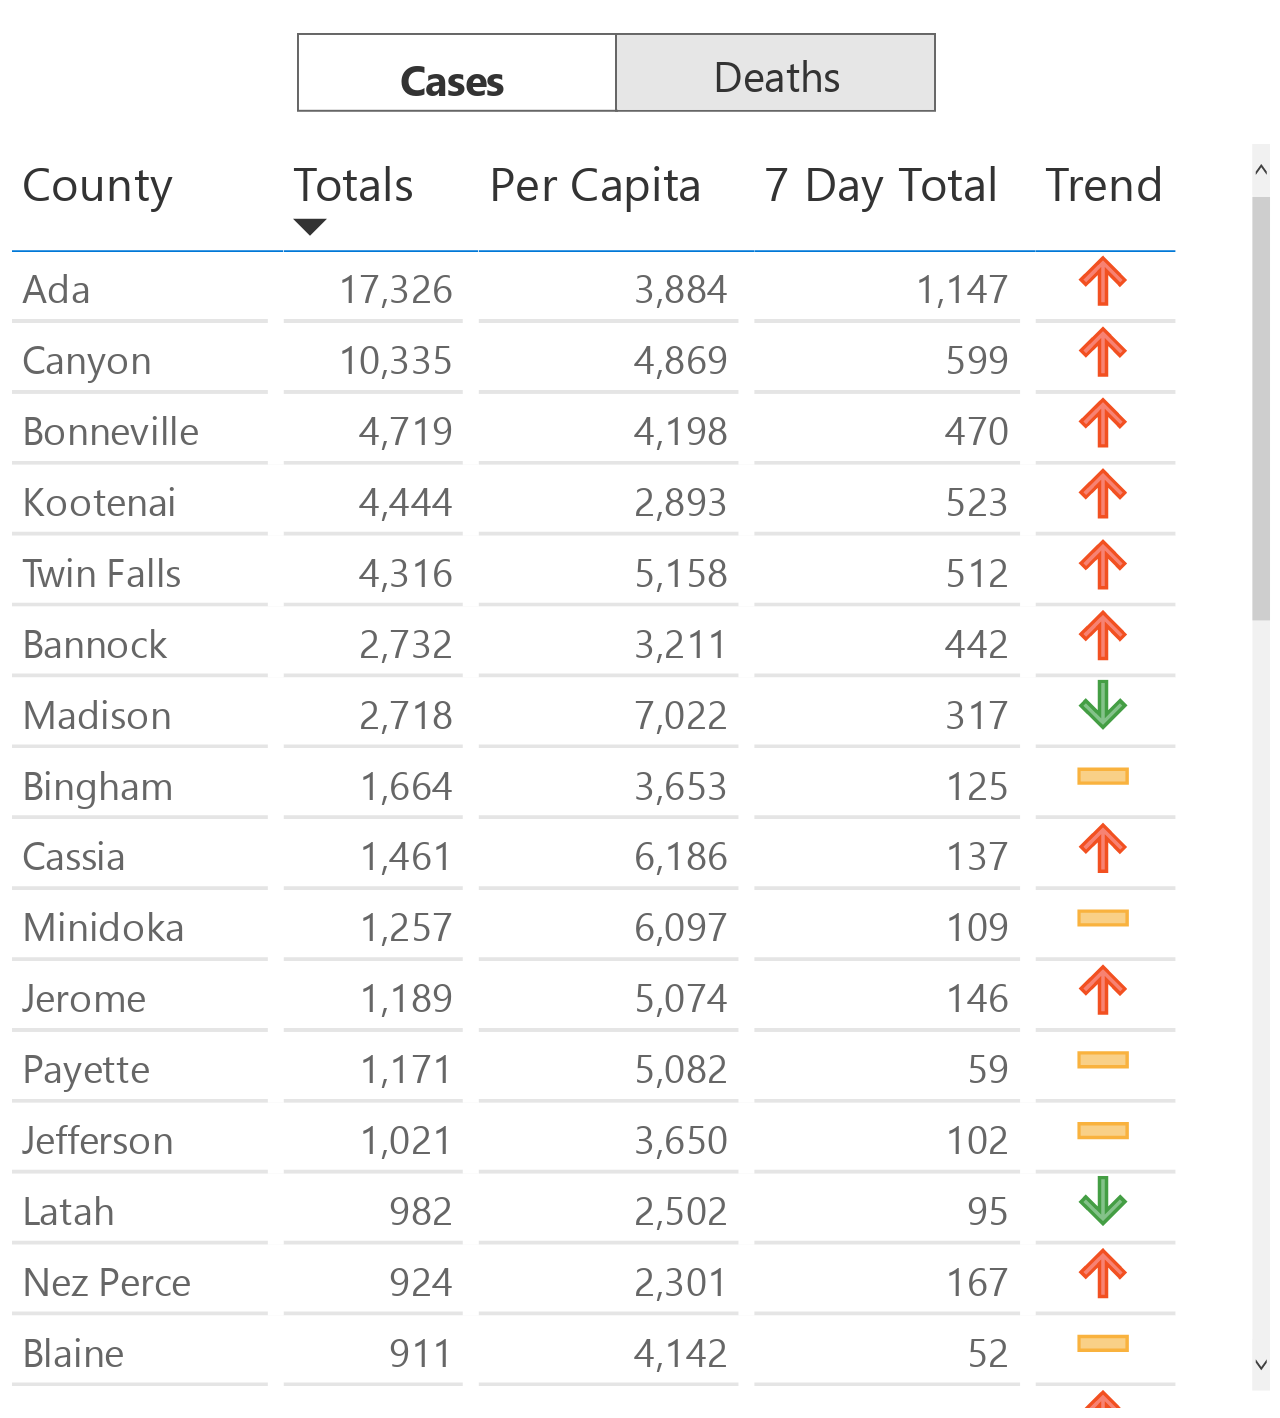 Cases Deaths
County Totals Per Capita 7 Day Total Trend
Ada 17,326 3,884 1,147
Canyon 10,335 4,869 599
Bonneville 4,719 4,198 470
Kootenai 4,444 2,893 523
Twin Falls 4,316 5,158 512
Bannock 2,732 3,211 442
Madison 2,718 7,022 317
Bingham 1,664 3,653 125
Cassia 1,461 6,186 137
Minidoka 1,257 6,097 109
Jerome 1,189 5,074 146
Payette 1,171 5,082 59
Jefferson 1,021 3,650 102
Latah 982 2,502 95
Nez Perce 924 2,301 167
Blaine 911 4,142 52